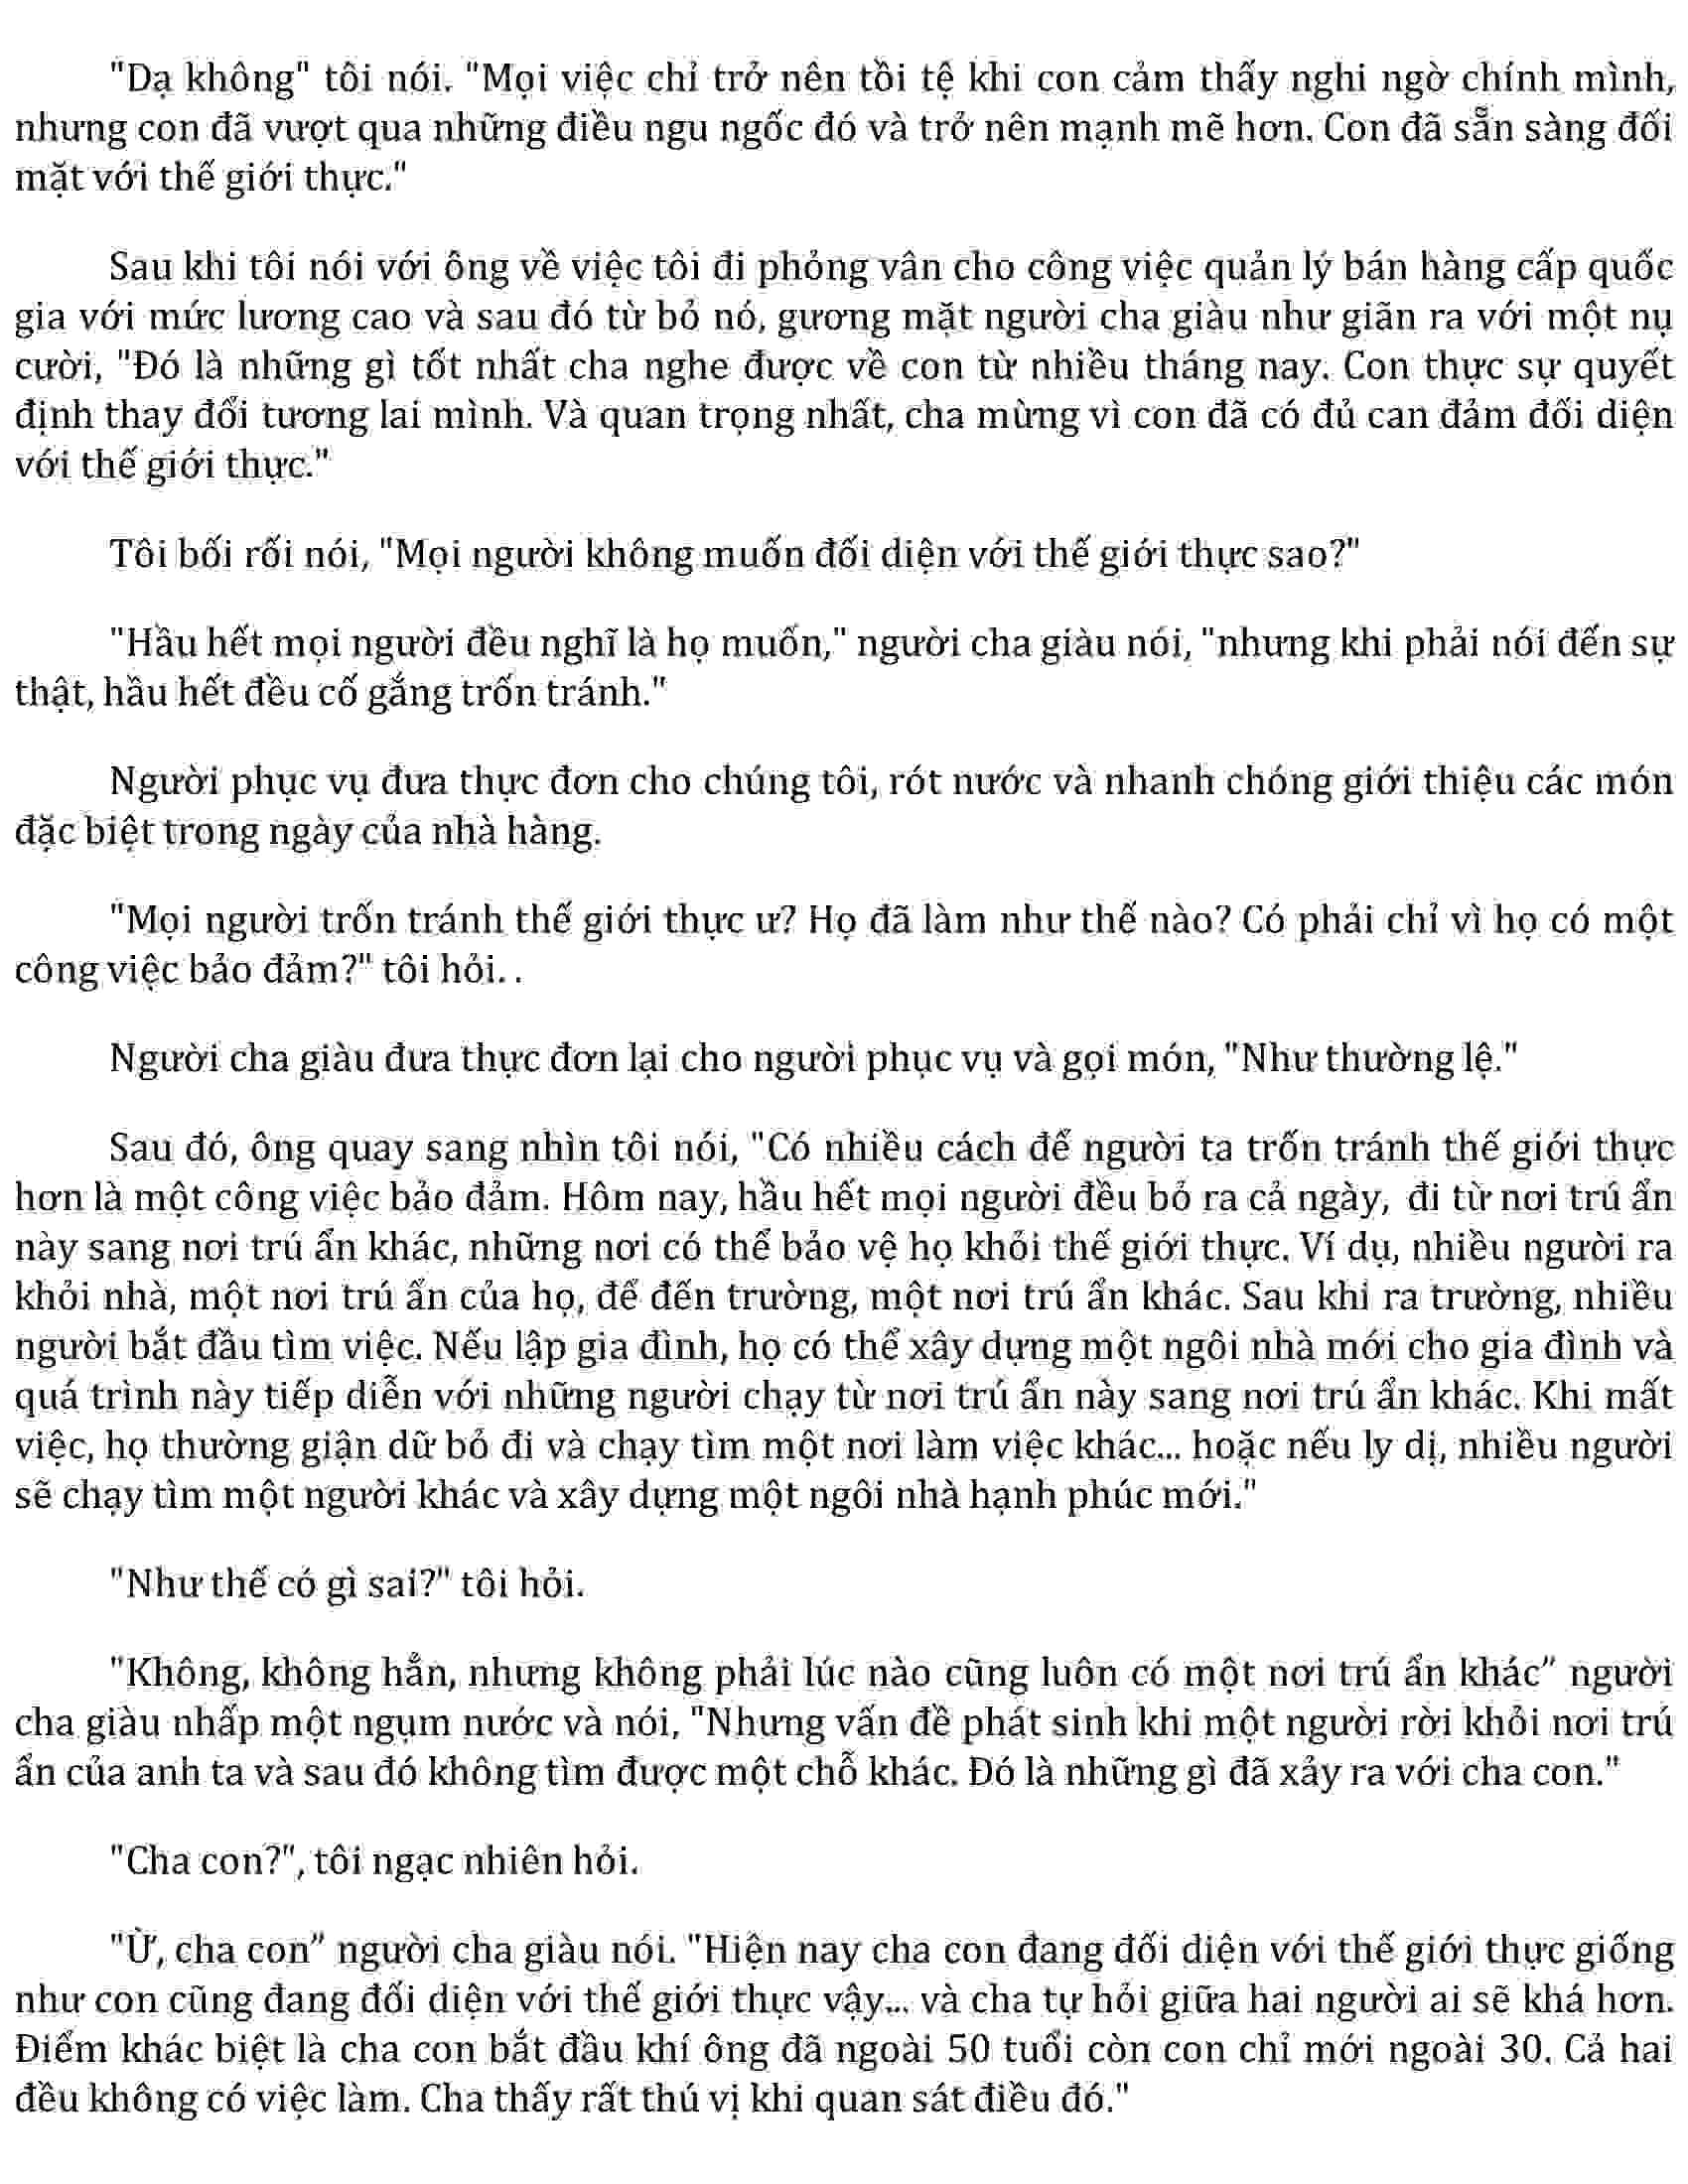 "Dạ không" tôi nói. "Mọi việc chỉ trở nên tồi tệ khi con cảm thấy nghi ngờ chính mình,
nhưng con đã vượt qua những điều ngu ngốc đó và trở nên mạnh mẽ hơn. Con đã sẵn sàng đối
mặt với thế giới thực."
Sau khi tôi nói với ông về việc tôi đi phỏng vân cho công việc quản lý bán hàng cấp quốc
gia với mức lương cao và sau đó từ bỏ nó, gương mặt người cha giàu như giãn ra với một nụ
cười, "Đó là những gì tốt nhất cha nghe được về con từ nhiều tháng nay. Con thực sự quyết
định thay đổi tương lai mình. Và quan trọng nhất, cha mừng vì con đã có đủ can đảm đối diện
với thế giới thực."
Tôi bối rối nói, "Mọi người không muốn đối diện với thế giới thực sao?"
"Hầu hết mọi người đều nghĩ là họ muốn," người cha giàu nói, "nhưng khi phải nói đến sự
thật, hầu hết đều cố gắng trốn tránh."
Người phục vụ đưa thực đơn cho chúng tôi, rót nước và nhanh chóng giới thiệu các món
đặc biệt trong ngày của nhà hàng.
"Mọi người trốn tránh thế giới thực ư? Họ đã làm như thế nào? Có phải chỉ vì họ có một
công việc bảo đảm?" tôi hỏi. .
Người cha giàu đưa thực đơn lại cho người phục vụ và gọi món, "Như thường lệ."
Sau đó, ông quay sang nhìn tôi nói, "Có nhiều cách để người ta trốn tránh thế giới thực
hơn là một công việc bảo đảm. Hôm nay, hầu hết mọi người đều bỏ ra cả ngày, đi từ nơi trú ẩn
này sang nơi trú ẩn khác, những nơi có thể bảo vệ họ khỏi thế giới thực. Ví dụ, nhiều người ra
khỏi nhà, một nơi trú ẩn của họ, để đến trường, một nơi trú ẩn khác. Sau khi ra trường, nhiều
người bắt đầu tìm việc. Nếu lập gia đình, họ có thể xây dựng một ngôi nhà mới cho gia đình và
quá trình này tiếp diễn với những người chạy từ nơi trú ẩn này sang nơi trú ẩn khác. Khi mất
việc, họ thường giận dữ bỏ đi và chạy tìm một nơi làm việc khác... hoặc nếu ly dị, nhiều người
sẽ chạy tìm một người khác và xây dựng một ngôi nhà hạnh phúc mới."
"Như thế có gì sai?" tôi hỏi.
"Không, không hẳn, nhưng không phải lúc nào cũng luôn có một nơi trú ẩn khác” người
cha giàu nhấp một ngụm nước và nói, "Nhưng vấn đề phát sinh khi một người rời khỏi nơi trú
ẩn của anh ta và sau đó không tìm được một chỗ khác. Đó là những gì đã xảy ra với cha con."
"Cha con?", tôi ngạc nhiên hỏi.
"Ừ, cha con” người cha giàu nói. "Hiện nay cha con đang đối diện với thế giới thực giống
như con cũng đang đối diện với thế giới thực vậy... và cha tự hỏi giữa hai người ai sẽ khá hơn.
Điểm khác biệt là cha con bắt đầu khí ông đã ngoài 50 tuổi còn con chỉ mới ngoài 30. Cả hai
đều không có việc làm. Cha thấy rất thú vị khi quan sát điều đó."